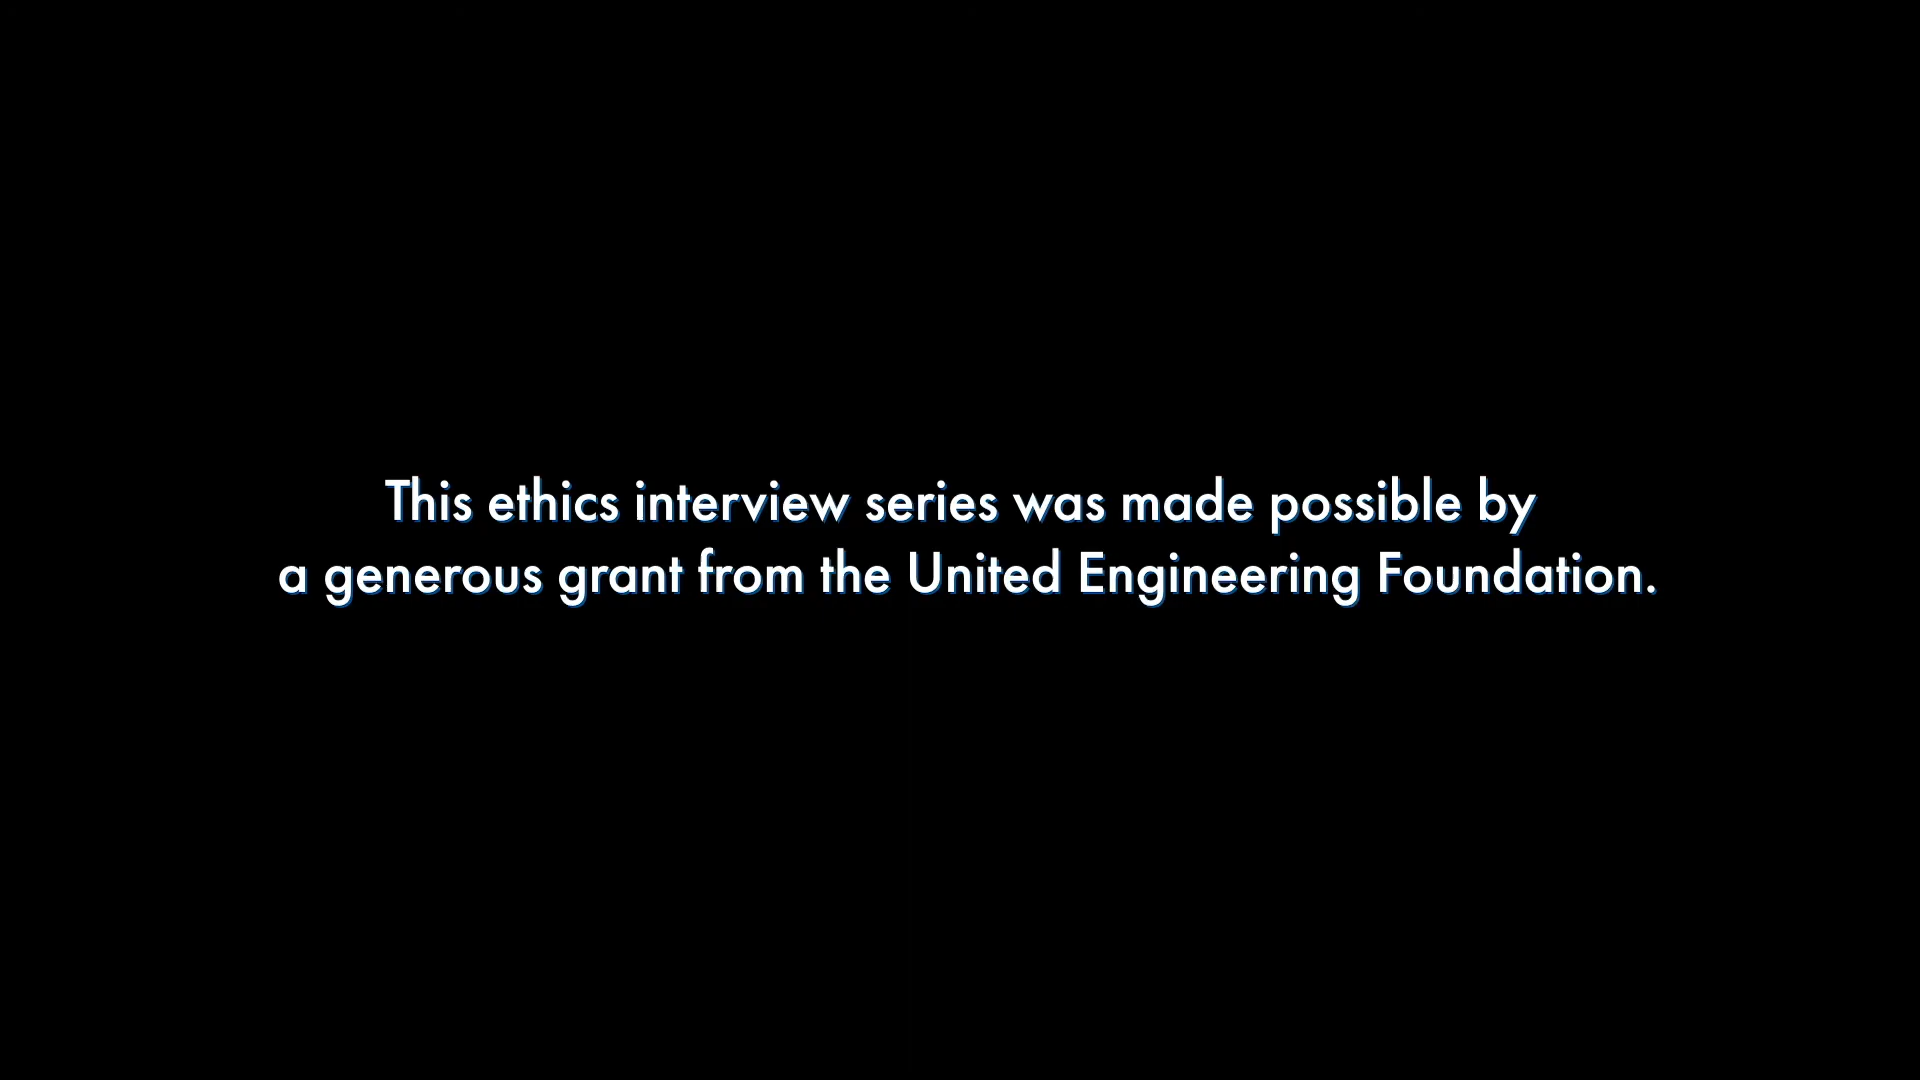 This ethics interview series was made possible by
a generous grant from the United Engineering Foundation.